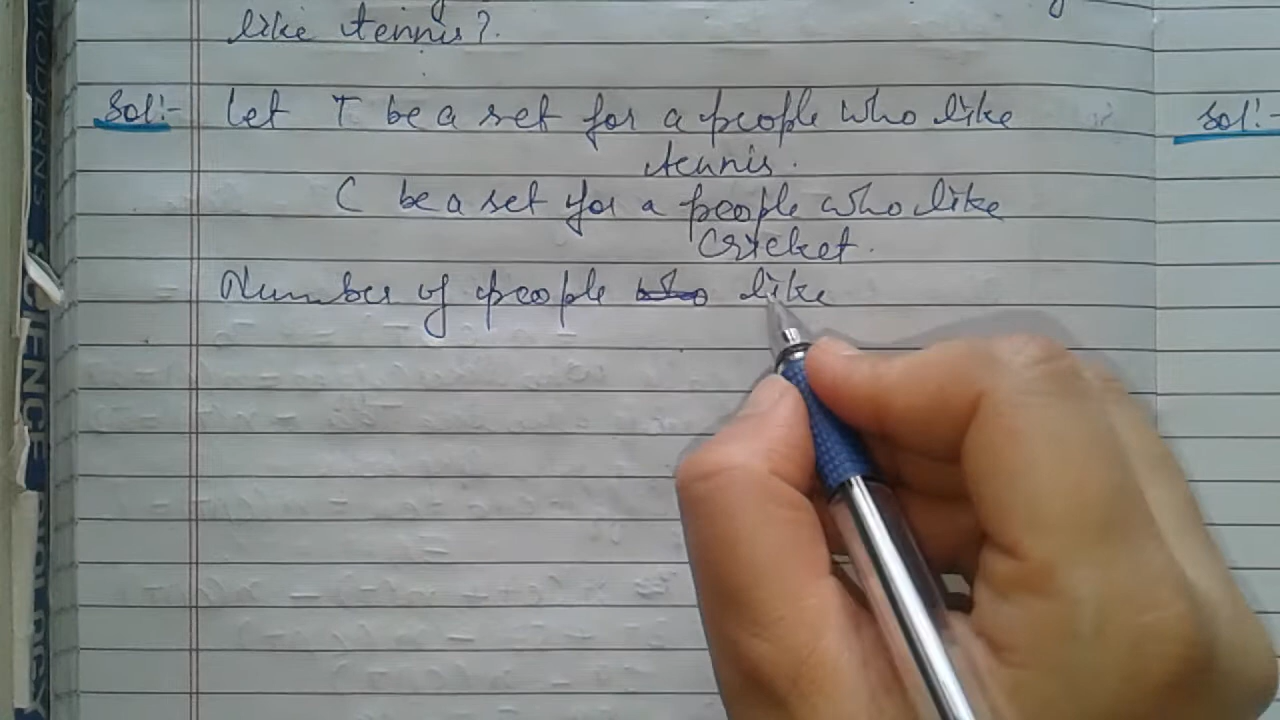 like tennis?
Sol:- Let T be a set for a people who like
tennis.
C be a set for a people who like
Cricket.
Number of people like
Sol:-
SCIENCE